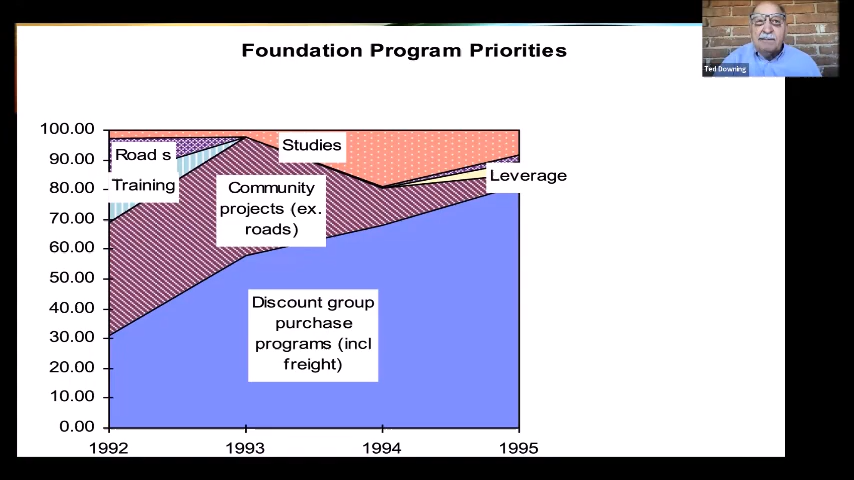 Foundation Program Priorities
Ted Downing
100.00
90.00
80.00
70.00
60.00
50.00
40.00
30.00
20.00
10.00
0.00
Road s
Training
Studies
Community
projects (ex.
roads)
Leverage
Discount group
purchase
programs (incl
freight)
1992
1993
1994
1995